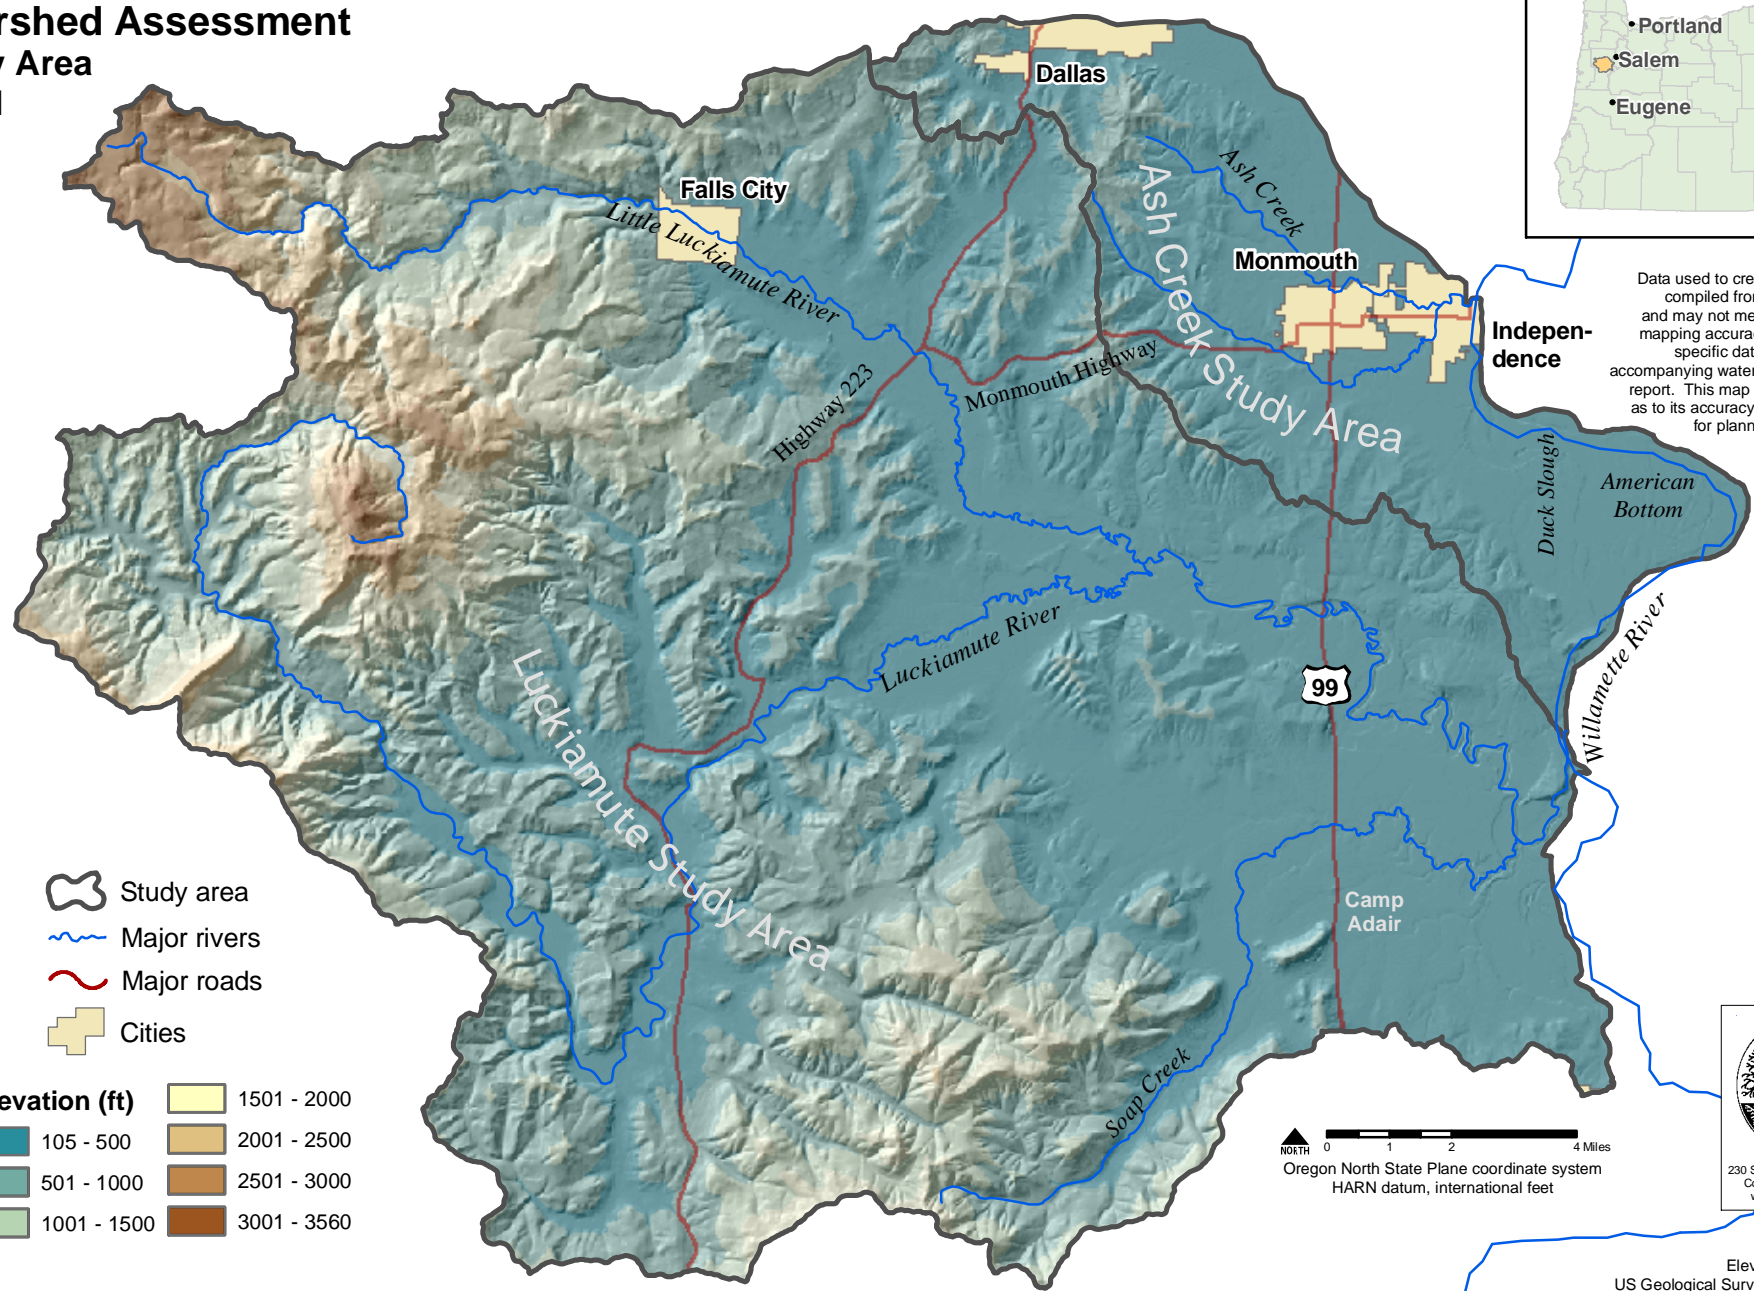 rshed Assessment
Area
Portland
Salem
Eugene
Dallas
Falls City
Little Luckiamute River
Ash Creek
Ash Creek Study Area
Monmouth
Indepen-
dence
Data used to cre
compiled fro
and may not me
mapping accura
specific dat
accompanying water
report. This map
as to its accuracy
for plann
Highway 223
Monmouth Highway
Duck Slough
American
Bottom
Luckiamute River
Willamette River
99
Luckiamute Study Area
Camp
Adair
Soap Creek
Study area
Major rivers
Major roads
Cities
evation (ft)
105 - 500
501 - 1000
1001 - 1500
1501 - 2000
2001 - 2500
2501 - 3000
3001 - 3560
NORTH
0 1 2 4 Miles
Oregon North State Plane coordinate system
HARN datum, international feet
230 S
Co
Elev
US Geological Surv